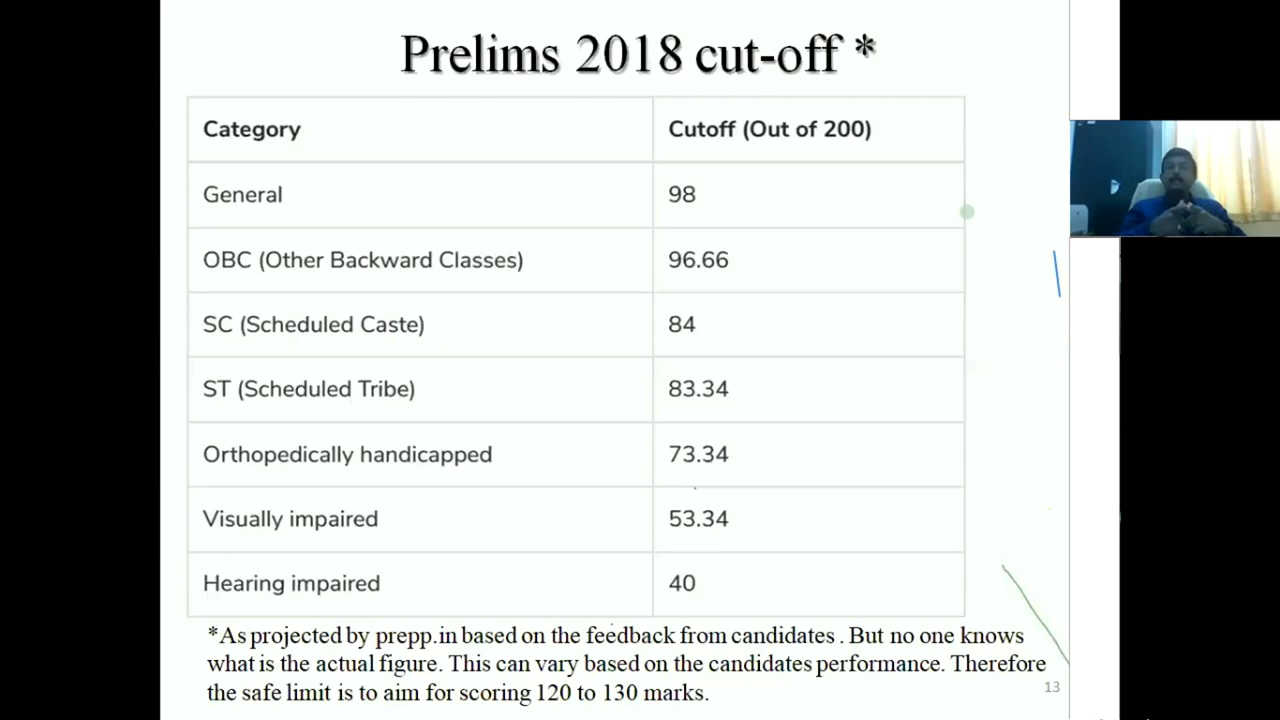 Prelims 2018 cut-off *
Category Cutoff (Out of 200)
General 98
OBC (Other Backward Classes) 96.66
SC (Scheduled Caste) 84
ST (Scheduled Tribe) 83.34
Orthopedically handicapped 73.34
Visually impaired 53.34
Hearing impaired 40
*As projected by prepp.in based on the feedback from candidates . But no one knows
what is the actual figure. This can vary based on the candidates performance. Therefore
the safe limit is to aim for scoring 120 to 130 marks.
13